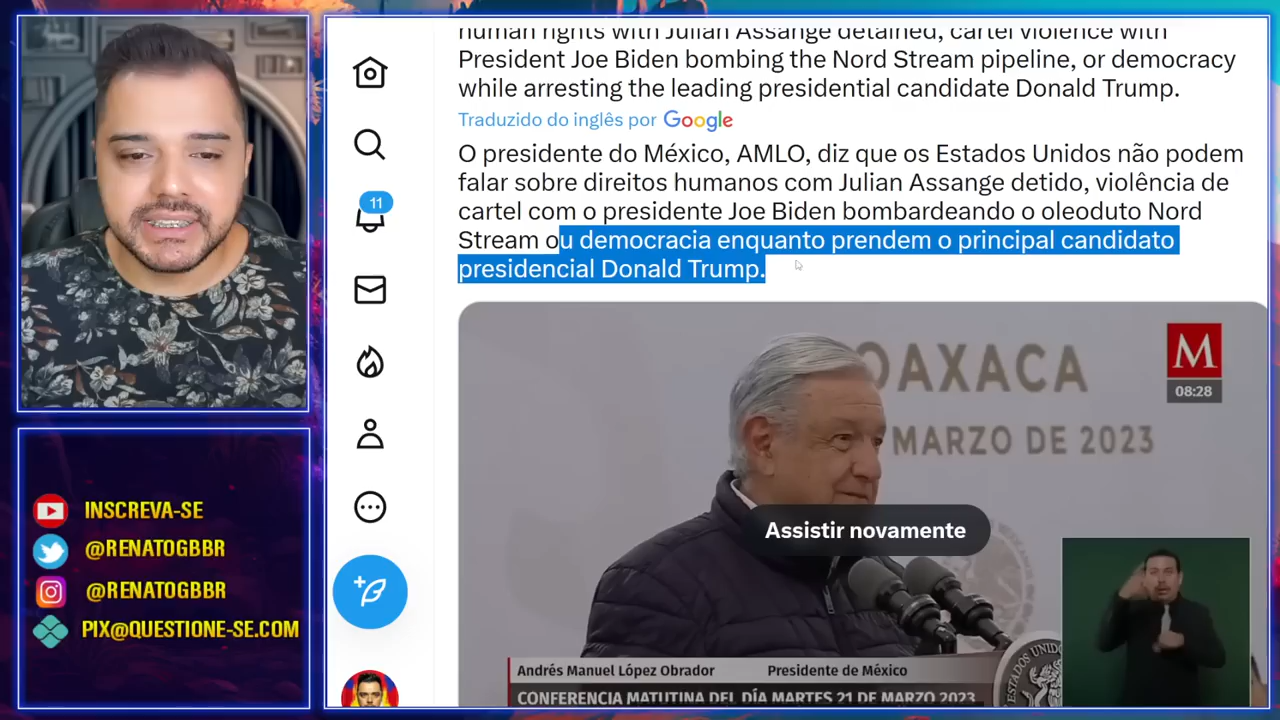 human rights with Julian Assange detained, cartel violence with
President Joe Biden bombing the Nord Stream pipeline, or democracy
while arresting the leading presidential candidate Donald Trump.
Traduzido do inglês por Google
O presidente do México, AMLO, diz que os Estados Unidos não podem
falar sobre direitos humanos com Julian Assange detido, violência de
cartel com o presidente Joe Biden bombardeando o oleoduto Nord
Stream ou democracia enquanto prendem o principal candidato
presidencial Donald Trump.
11
OAXACA
MARZO DE 2023
M
08:28
Assistir novamente
Andrés Manuel López Obrador
Presidente de México
CONFERENCIA MATUTINA DEL DÍA MARTES 21 DE MARZO 2023
INSCREVA-SE
@RENATOGBBR
@RENATOGBBR
PIX@QUESTIONE-SE.COM